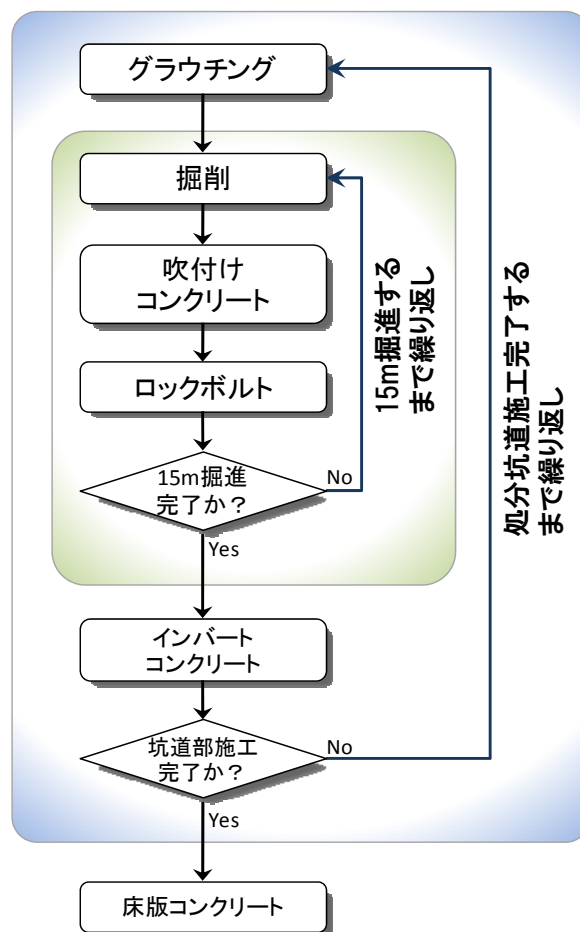 グラウチング
掘削
吹付け
コンクリート
ロックボルト
15m掘進
完了か？
No
Yes
15m掘進する
まで繰り返し
インバート
コンクリート
坑道部施工
完了か？
No
Yes
処分坑道施工完了する
まで繰り返し
床版コンクリート